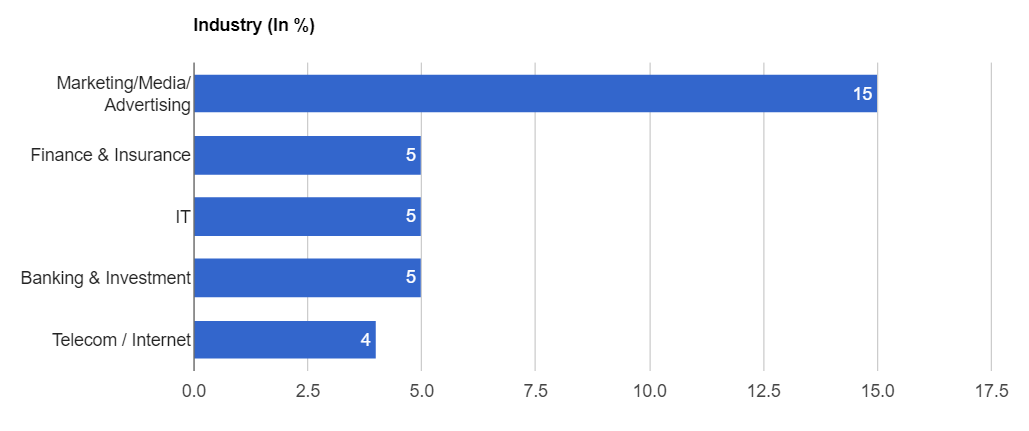 Industry (In %)
Marketing/Media/
Advertising
15
Finance & Insurance
5
IT
5
Banking & Investment
5
Telecom / Internet
4
0.0 2.5 5.0 7.5 10.0 12.5 15.0 17.5